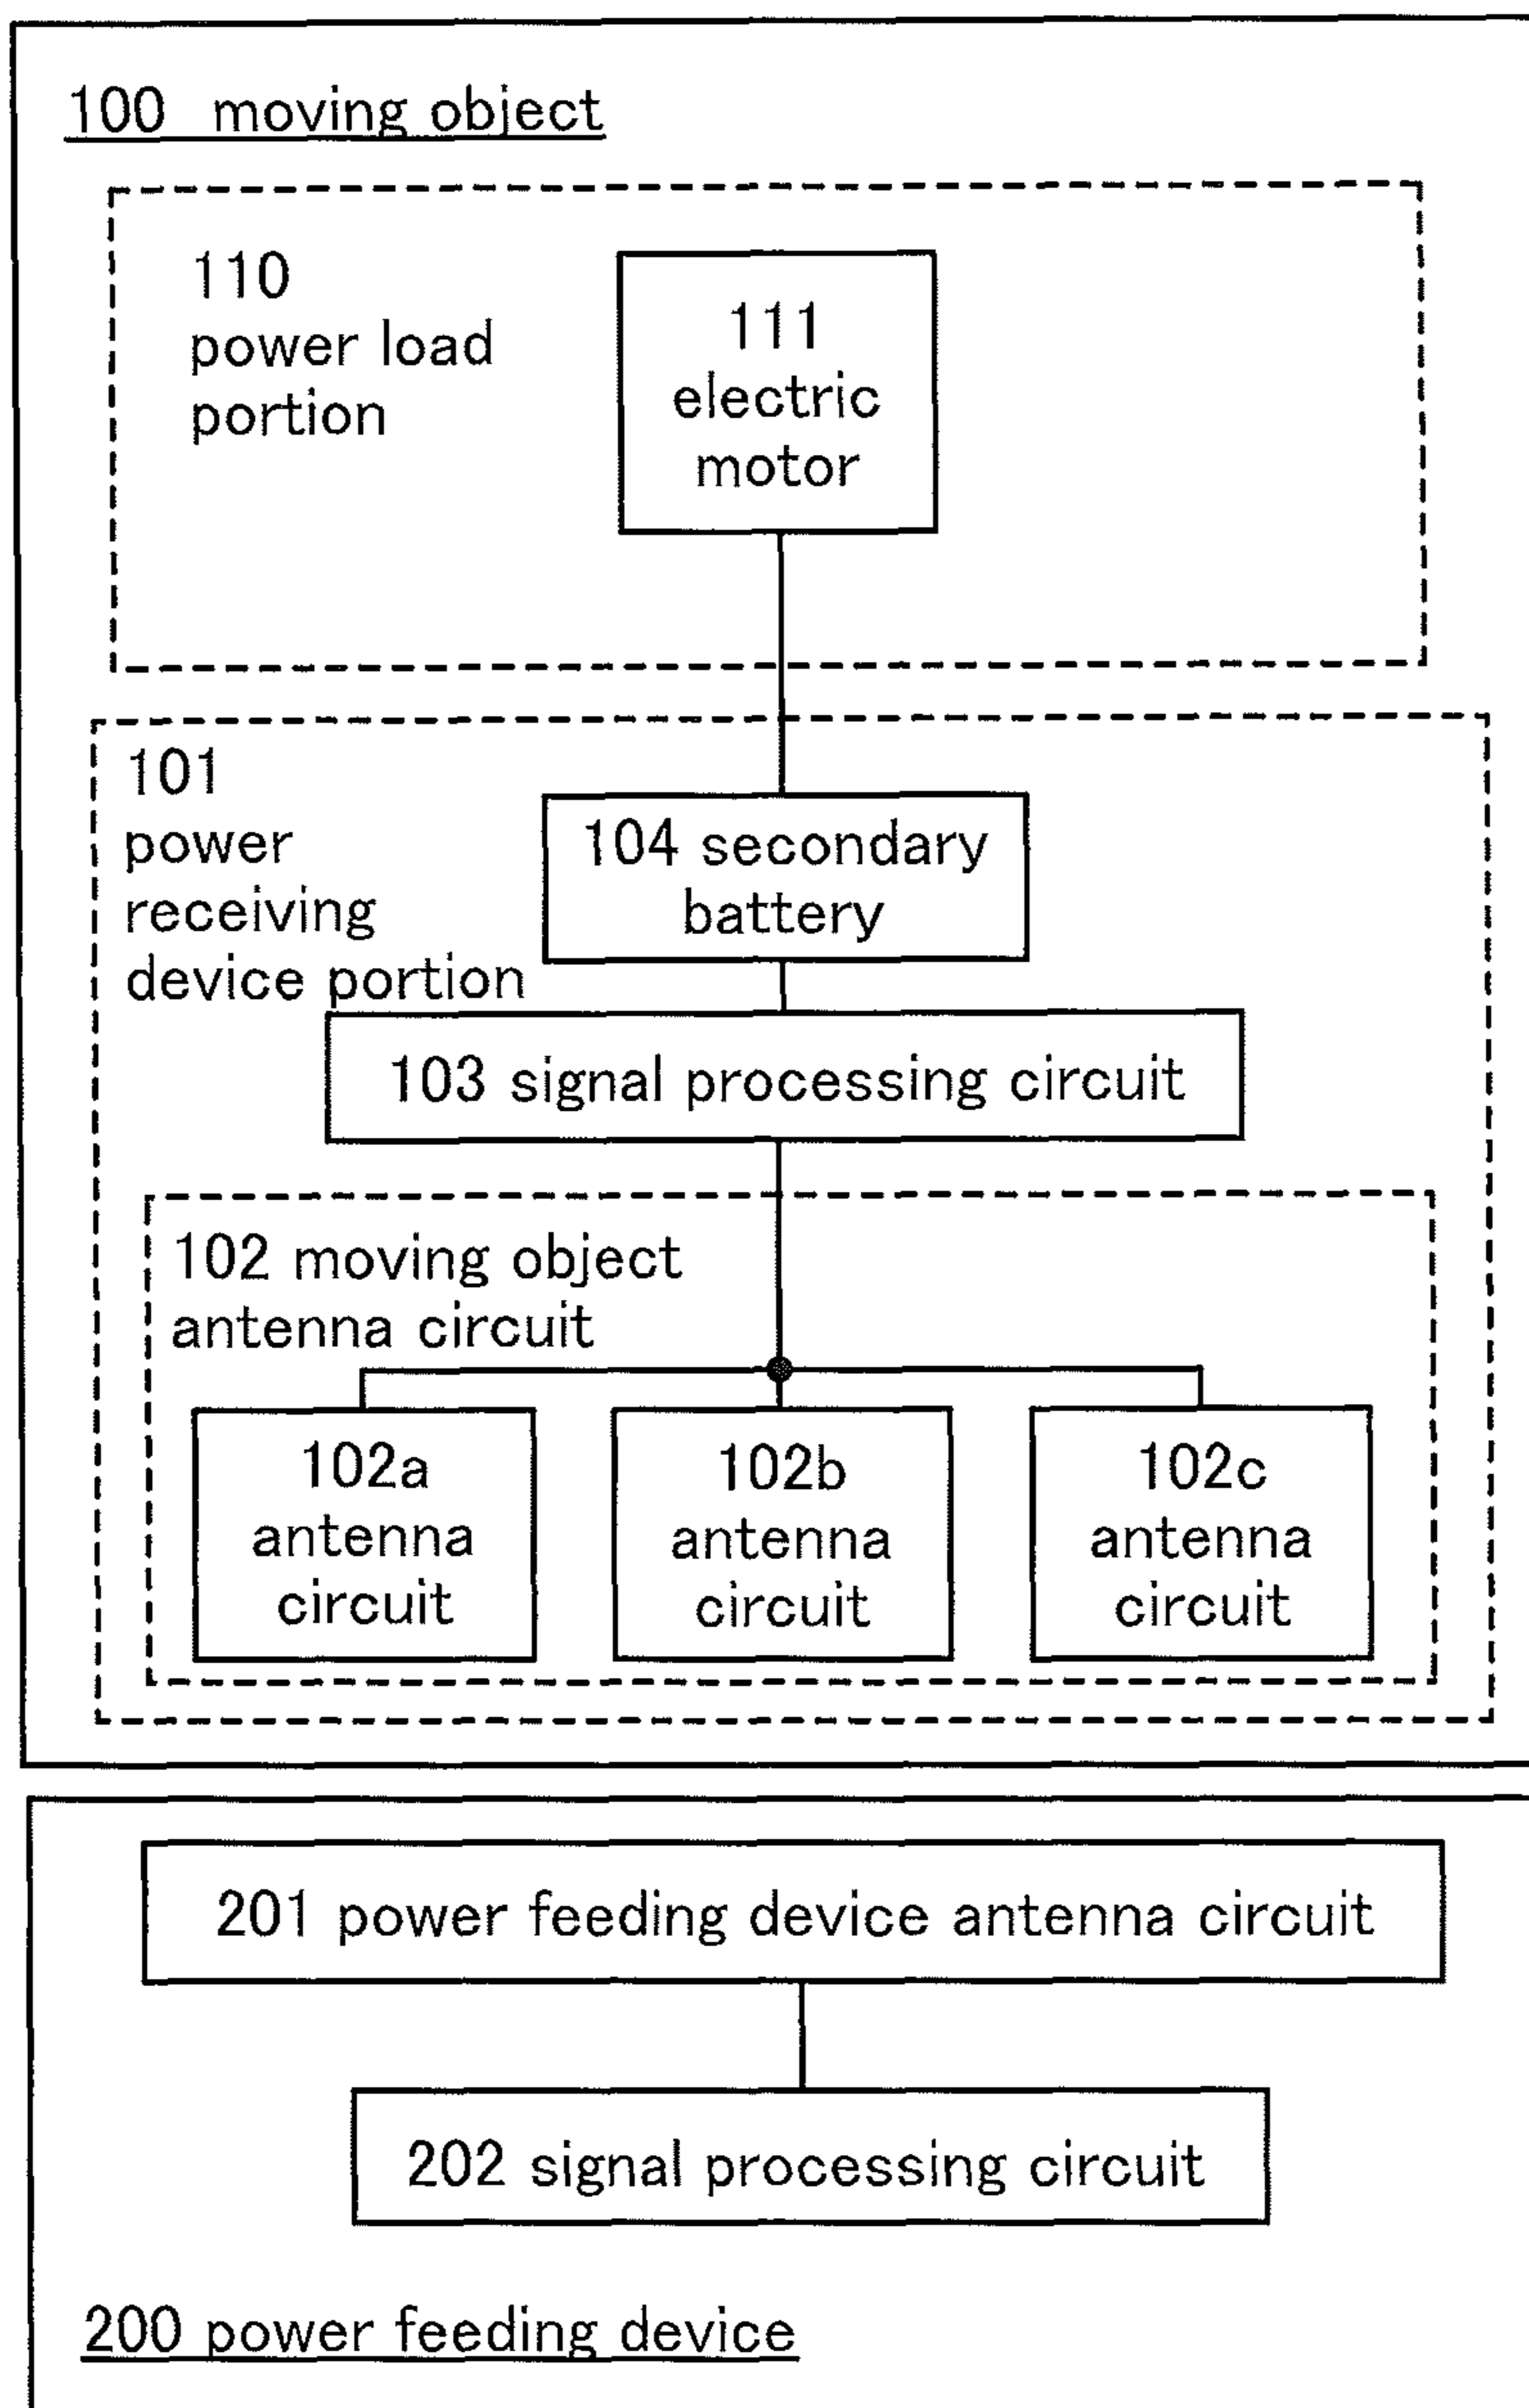 100 moving object
110
power load
portion
111
electric
motor
101
power
receiving
device portion
104 secondary
battery
103 signal processing circuit
102 moving object
antenna circuit
102a
antenna
circuit
102b
antenna
circuit
102c
antenna
circuit
201 power feeding device antenna circuit
202 signal processing circuit
200 power feeding device